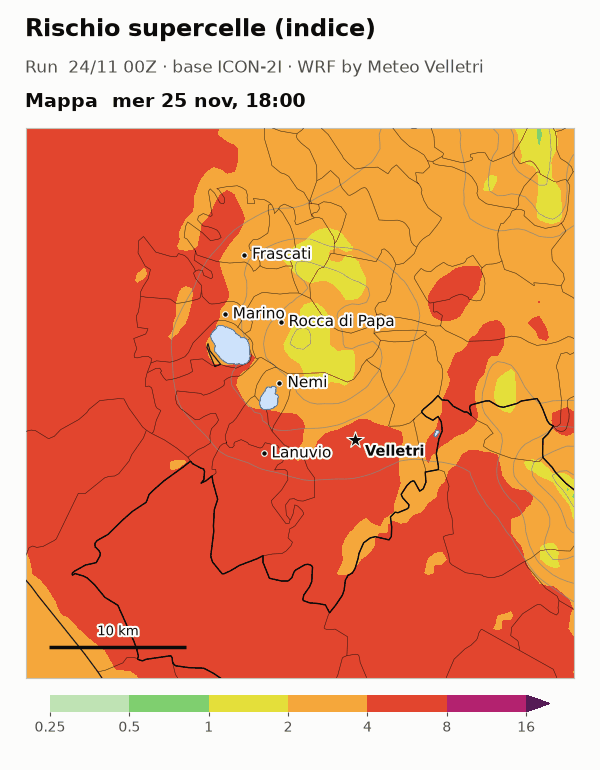 Rischio supercelle (indice)
Run  24/11 00Z · base ICON-2I · WRF by Meteo Velletri
Mappa  mer 25 nov, 18:00
Frascati
Marino
Rocca di Papa
Nemi
Velletri
Lanuvio
10 km
0.25 0.5 1 2 4 8 16